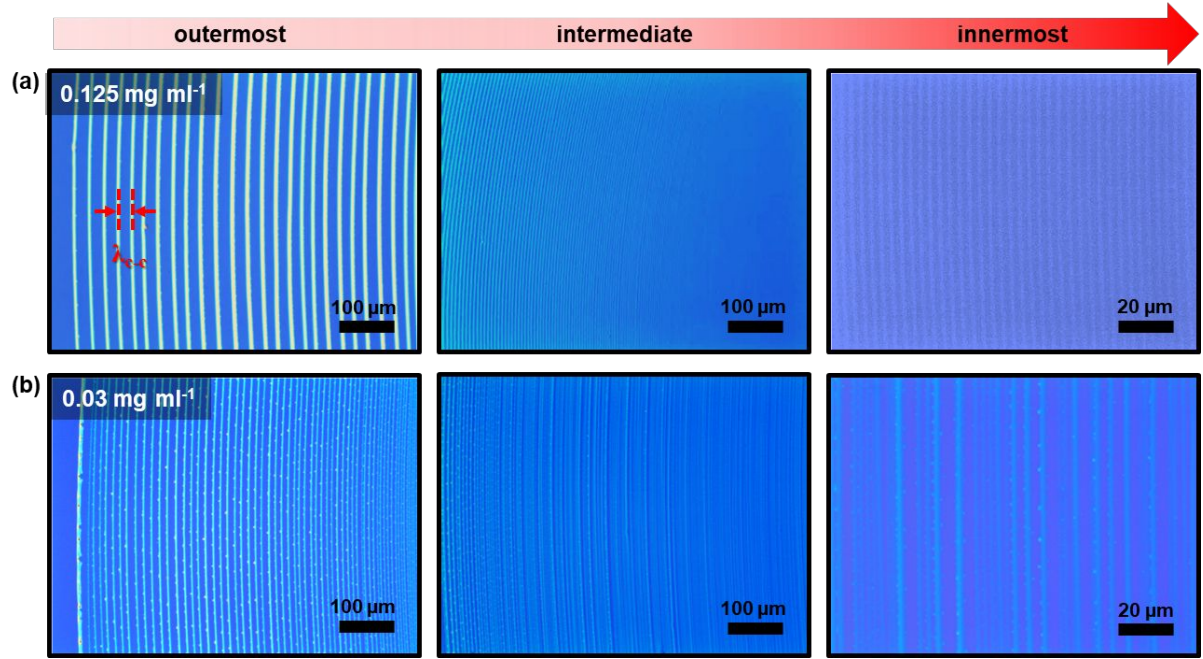 outermost intermediate innermost
(a)
0.125 mg ml⁻¹
λc-c
100 µm 100 µm 20 µm
(b)
0.03 mg ml⁻¹
100 µm 100 µm 20 µm